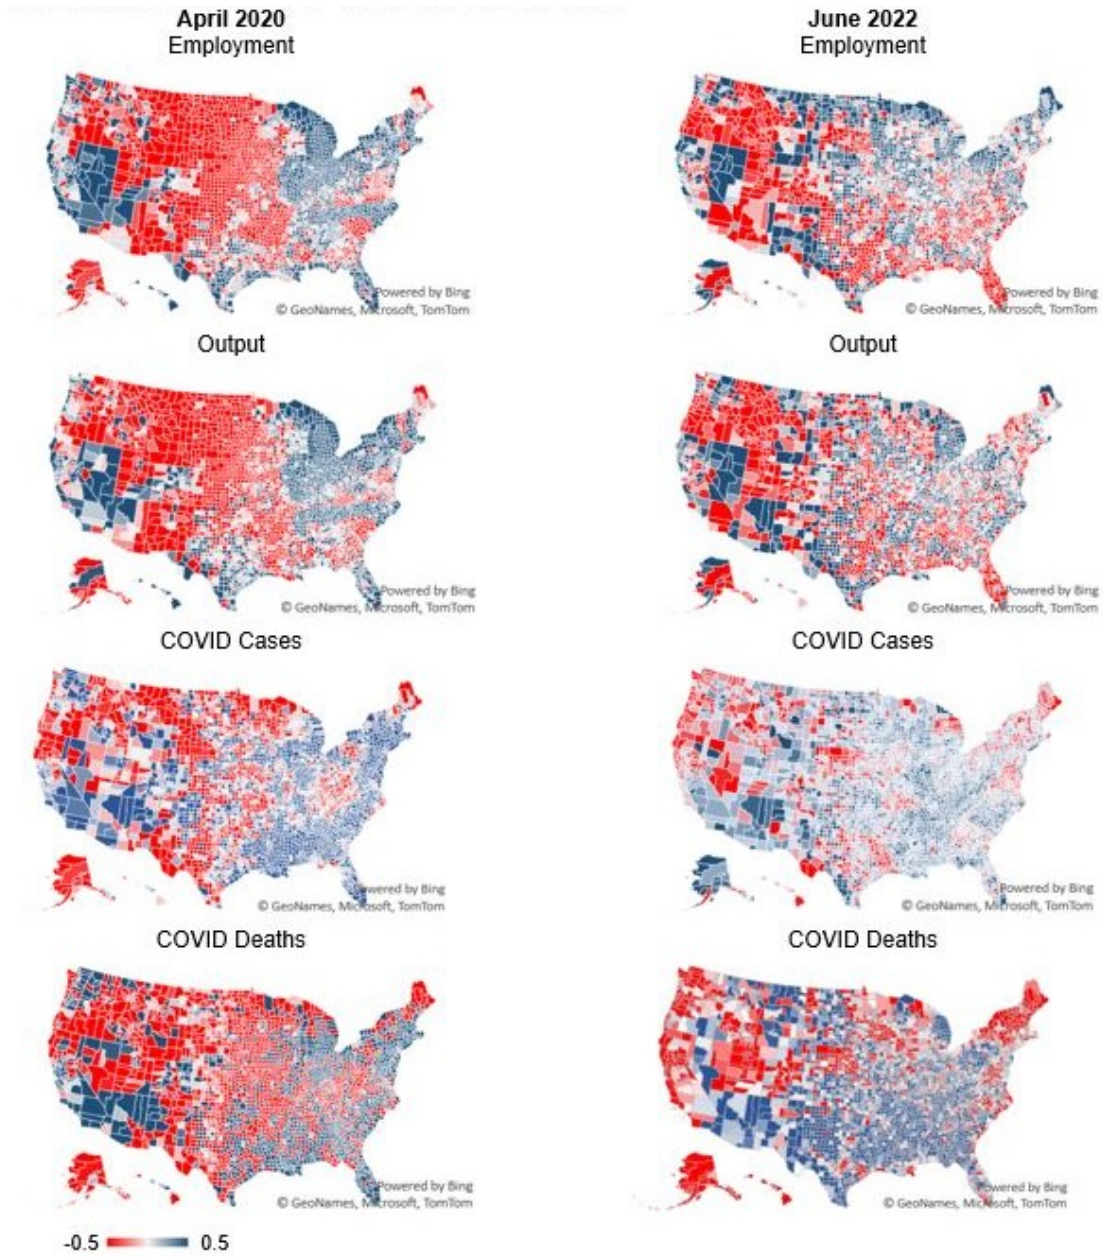 April 2020
Employment
June 2022
Employment
Powered by Bing
© GeoNames, Microsoft, TomTom
Powered by Bing
© GeoNames, Microsoft, TomTom
Output
Output
Powered by Bing
© GeoNames, Microsoft, TomTom
Powered by Bing
© GeoNames, Microsoft, TomTom
COVID Cases
COVID Cases
Powered by Bing
© GeoNames, Microsoft, TomTom
Powered by Bing
© GeoNames, Microsoft, TomTom
COVID Deaths
COVID Deaths
Powered by Bing
© GeoNames, Microsoft, TomTom
Powered by Bing
© GeoNames, Microsoft, TomTom
-0.5 0.5